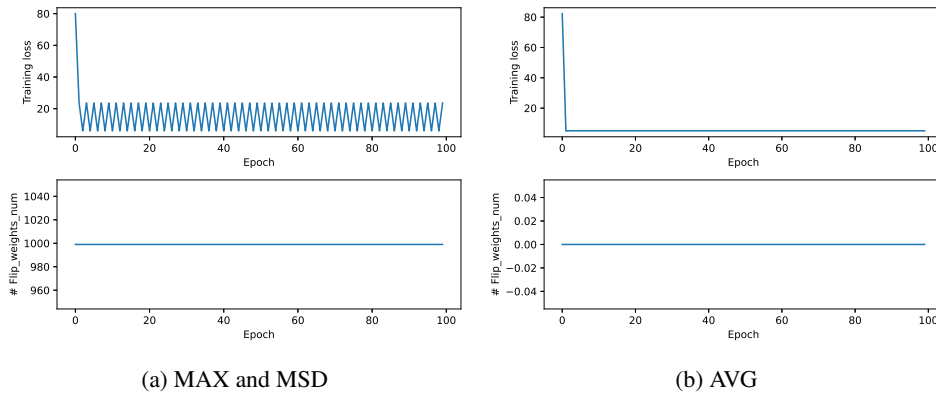 80
60
40
20
Training loss
0 20 40 60 80 100
Epoch
1040
1020
1000
980
960
# Flip_weights_num
0 20 40 60 80 100
Epoch
(a) MAX and MSD
80
60
40
20
Training loss
0 20 40 60 80 100
Epoch
0.04
0.02
0.00
−0.02
−0.04
# Flip_weights_num
0 20 40 60 80 100
Epoch
(b) AVG